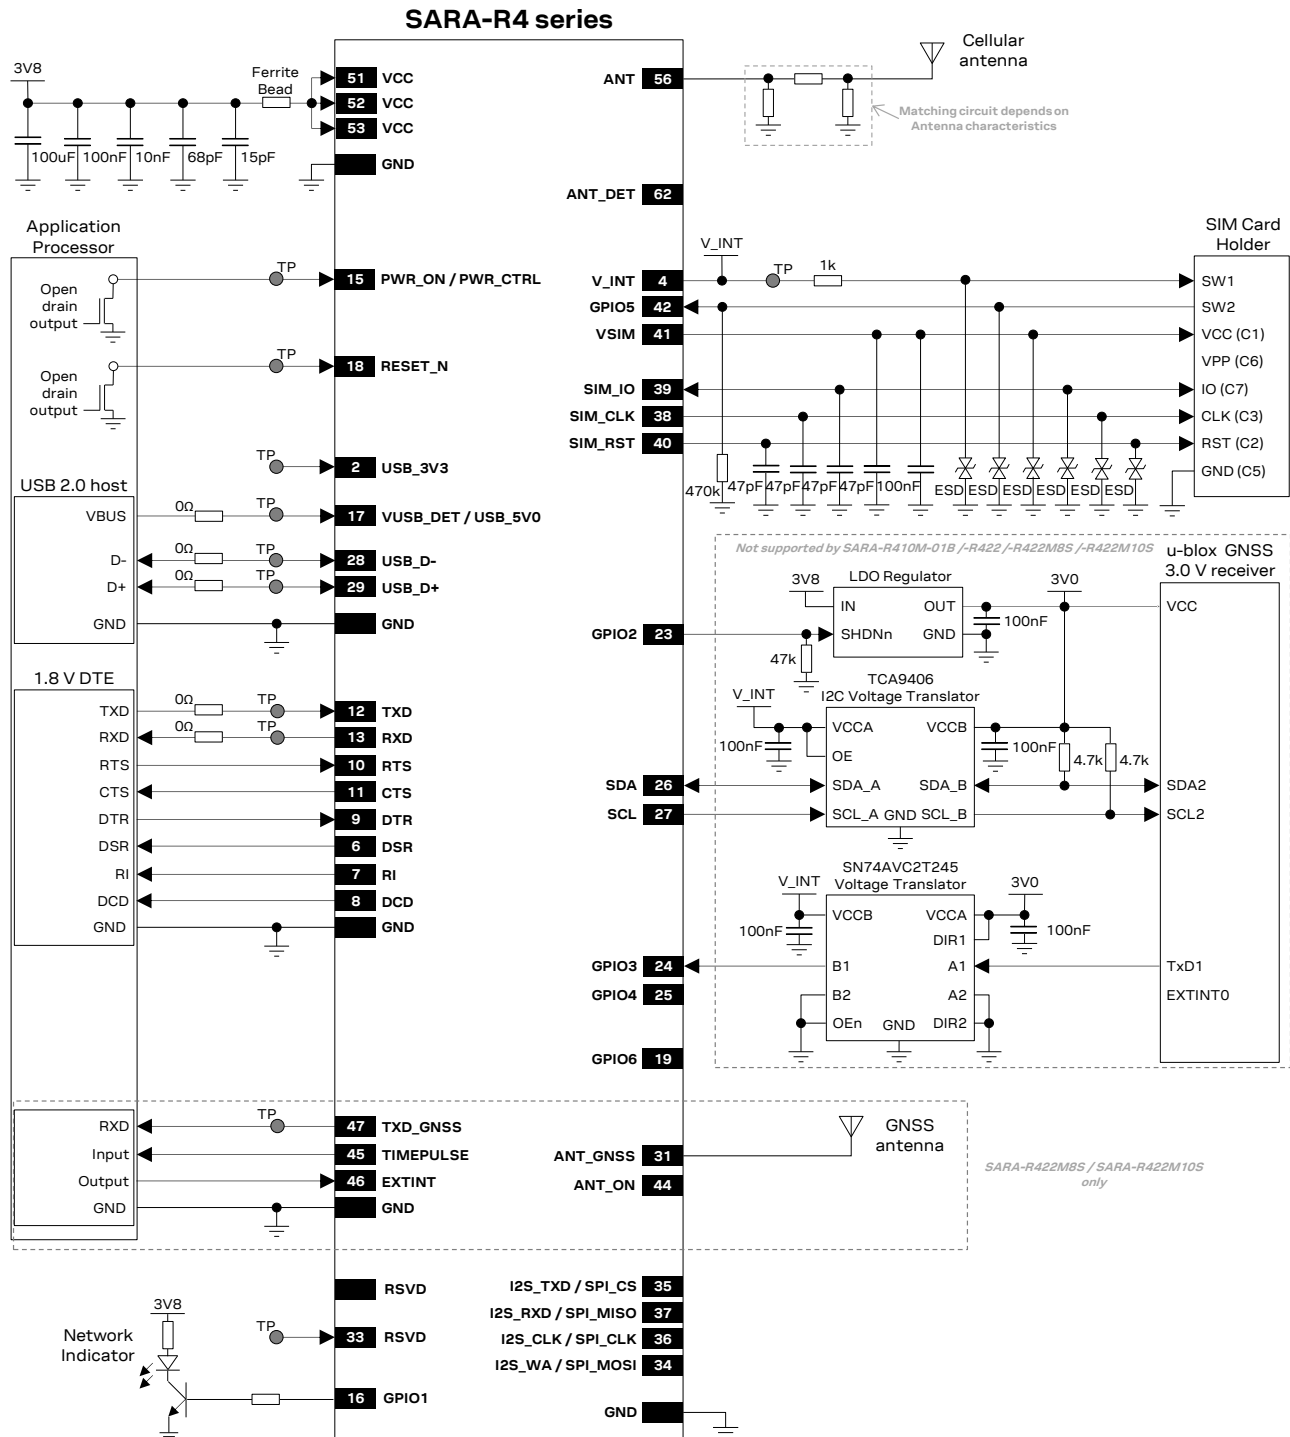 SARA-R4 series
3V8
Ferrite
Bead
100uF 100nF 10nF 68pF 15pF
51 VCC
52 VCC
53 VCC
GND
ANT 56
Cellular
antenna
Matching circuit depends on
Antenna characteristics
ANT_DET 62
Application
Processor
Open
drain
output
TP
15 PWR_ON / PWR_CTRL
Open
drain
output
TP
18 RESET_N
TP
2 USB_3V3
USB 2.0 host
VBUS 0Ω TP 17 VUSB_DET / USB_5V0
D- 0Ω TP 28 USB_D-
D+ 0Ω TP 29 USB_D+
GND GND
1.8 V DTE
TXD 0Ω TP 12 TXD
RXD 0Ω TP 13 RXD
RTS 10 RTS
CTS 11 CTS
DTR 9 DTR
DSR 6 DSR
RI 7 RI
DCD 8 DCD
GND GND
V_INT
SIM Card
Holder
V_INT 4 TP 1k SW1
GPIO5 42 SW2
VSIM 41 VCC (C1)
VPP (C6)
SIM_IO 39 IO (C7)
SIM_CLK 38 CLK (C3)
SIM_RST 40 RST (C2)
GND (C5)
470k 47pF 47pF 47pF 47pF 100nF ESD ESD ESD ESD ESD ESD
Not supported by SARA-R410M-01B /-R422 /-R422M8S /-R422M10S
u-blox GNSS
3.0 V receiver
3V8 LDO Regulator 3V0
IN OUT VCC
100nF
GPIO2 23 SHDNn GND
47k
TCA9406
I2C Voltage Translator
V_INT
VCCA VCCB
100nF 100nF 4.7k 4.7k
OE
SDA 26 SDA_A SDA_B SDA2
SCL 27 SCL_A GND SCL_B SCL2
SN74AVC2T245
Voltage Translator
V_INT 3V0
VCCB VCCA
100nF DIR1 100nF
GPIO3 24 B1 A1 TxD1
GPIO4 25 B2 A2 EXTINT0
OEn GND DIR2
GPIO6 19
RXD TP 47 TXD_GNSS
Input 45 TIMEPULSE
Output 46 EXTINT
GND GND
GNSS
antenna
ANT_GNSS 31
ANT_ON 44
SARA-R422M8S / SARA-R422M10S
only
RSVD
3V8
Network
Indicator
TP
33 RSVD
16 GPIO1
I2S_TXD / SPI_CS 35
I2S_RXD / SPI_MISO 37
I2S_CLK / SPI_CLK 36
I2S_WA / SPI_MOSI 34
GND